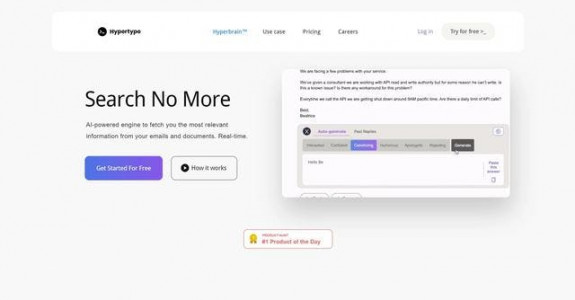 Hypertype
Hyperbrain™
Use case
Pricing
Careers
Log in
Try for free >_
Search No More
AI-powered engine to fetch you the most relevant
information from your emails and documents. Real-time.
Get Started For Free
How it works
We are facing a few problems with your service.
We've given a consultant we are working with API read and write authority but for some reason he can't write. Is
this a known issue? Is there any workaround for this problem?
Everytime we call the API we are getting shut down around 9AM pacific time. Are there a daily limit of API calls?
Best,
Beatrice
Auto-generate
Past Replies
Interested
Confident
Convincing
Humorous
Apologetic
Repeating
Generate
Hello Be
Paste
this
answer
PRODUCT HUNT
#1 Product of the Day